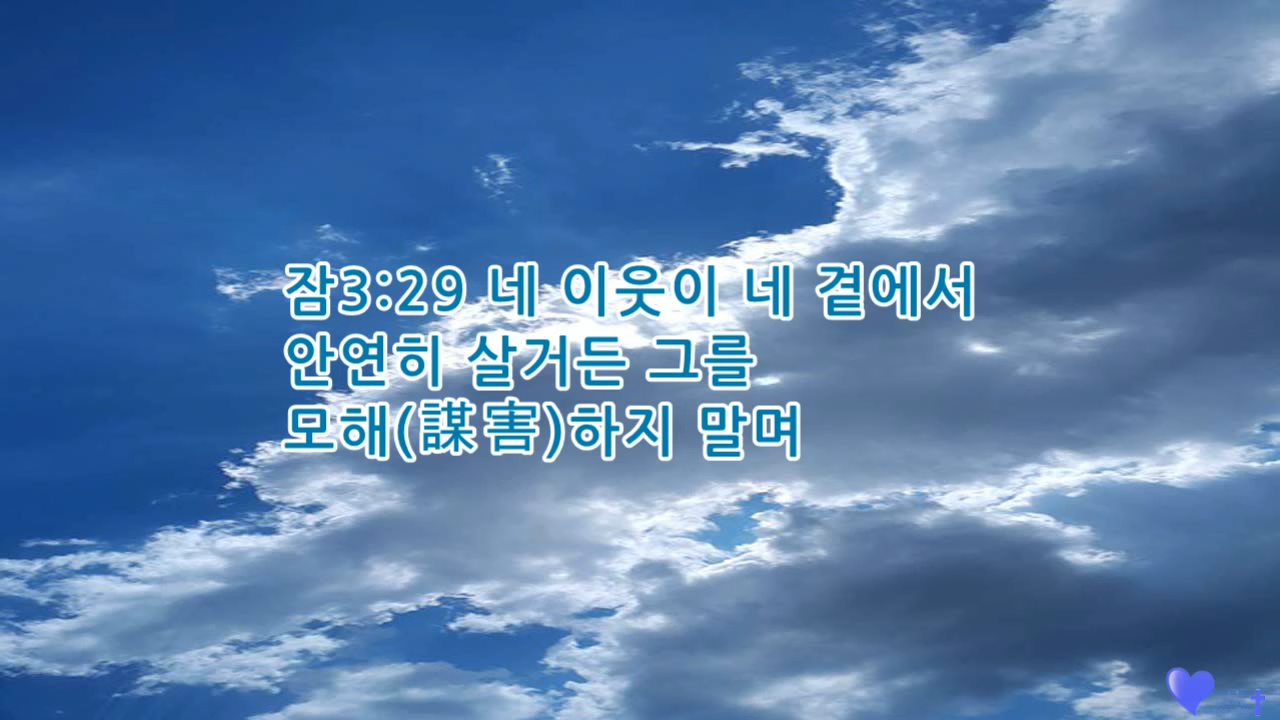 잠3:29 네 이웃이 네 곁에서
안연히 살거든 그를
모해(謀害)하지 말며